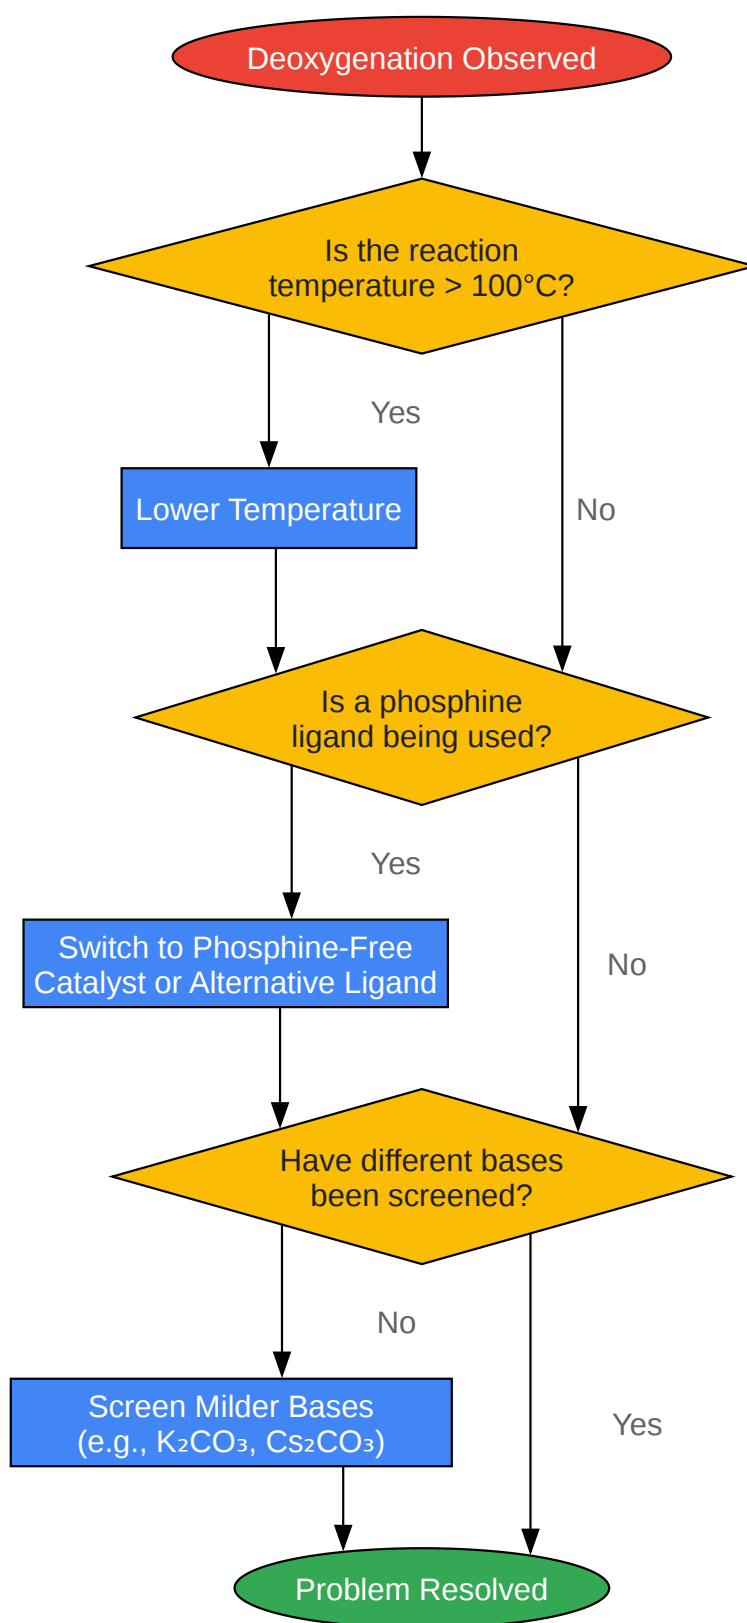 Deoxygenation Observed
Is the reaction
temperature > 100°C?
Yes
Lower Temperature
No
Is a phosphine
ligand being used?
Yes
Switch to Phosphine-Free
Catalyst or Alternative Ligand
No
Have different bases
been screened?
No
Screen Milder Bases
(e.g., K₂CO₃, Cs₂CO₃)
Yes
Problem Resolved